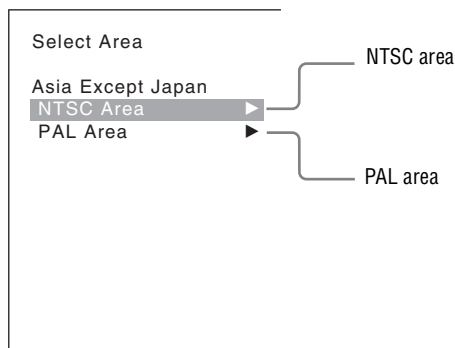 Select Area
NTSC area
Asia Except Japan
NTSC Area ▶
PAL Area ▶
PAL area